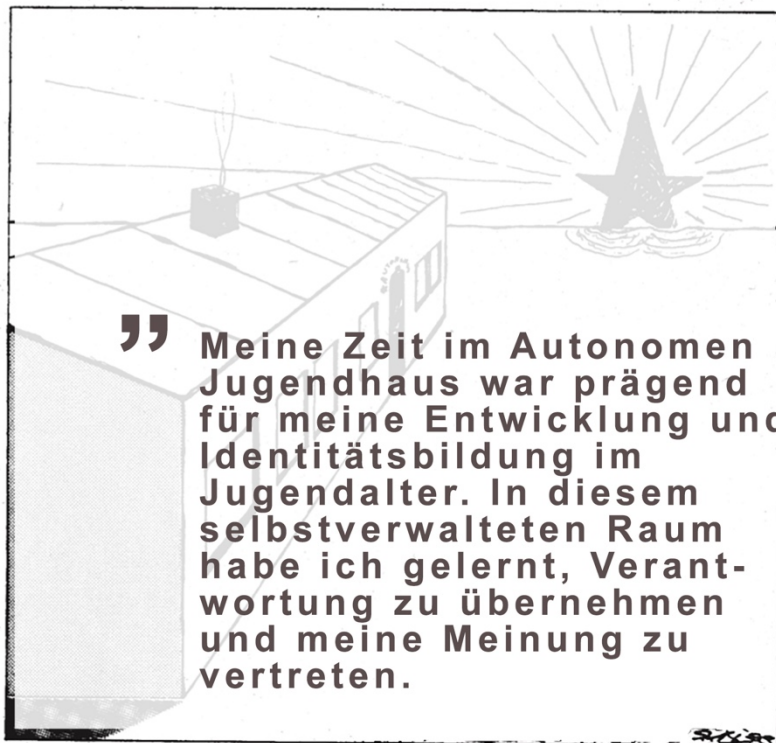 ” Meine Zeit im Autonomen
Jugendhaus war prägend
für meine Entwicklung und
Identitätsbildung im
Jugendalter. In diesem
selbstverwalteten Raum
habe ich gelernt, Verant-
wortung zu übernehmen
und meine Meinung zu
vertreten.